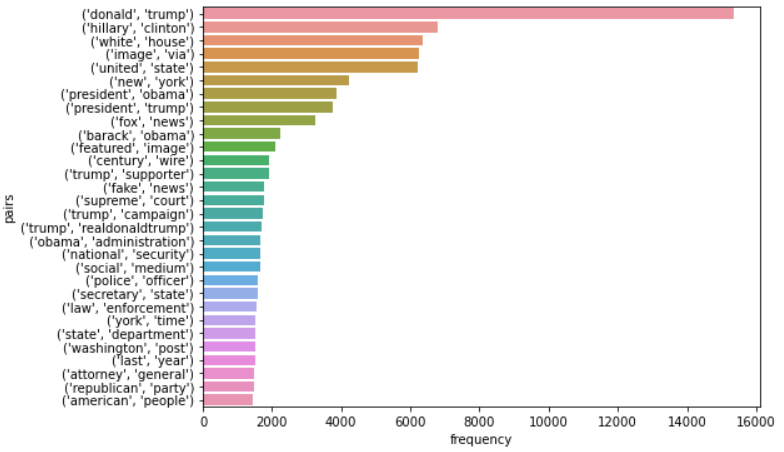 ('donald', 'trump')
('hillary', 'clinton')
('white', 'house')
('image', 'via')
('united', 'state')
('new', 'york')
('president', 'obama')
('president', 'trump')
('fox', 'news')
('barack', 'obama')
('featured', 'image')
('century', 'wire')
('trump', 'supporter')
('fake', 'news')
('supreme', 'court')
('trump', 'campaign')
('trump', 'realdonaldtrump')
('obama', 'administration')
('national', 'security')
('social', 'medium')
('police', 'officer')
('secretary', 'state')
('law', 'enforcement')
('york', 'time')
('state', 'department')
('washington', 'post')
('last', 'year')
('attorney', 'general')
('republican', 'party')
('american', 'people')
pairs
0 2000 4000 6000 8000 10000 12000 14000 16000
frequency